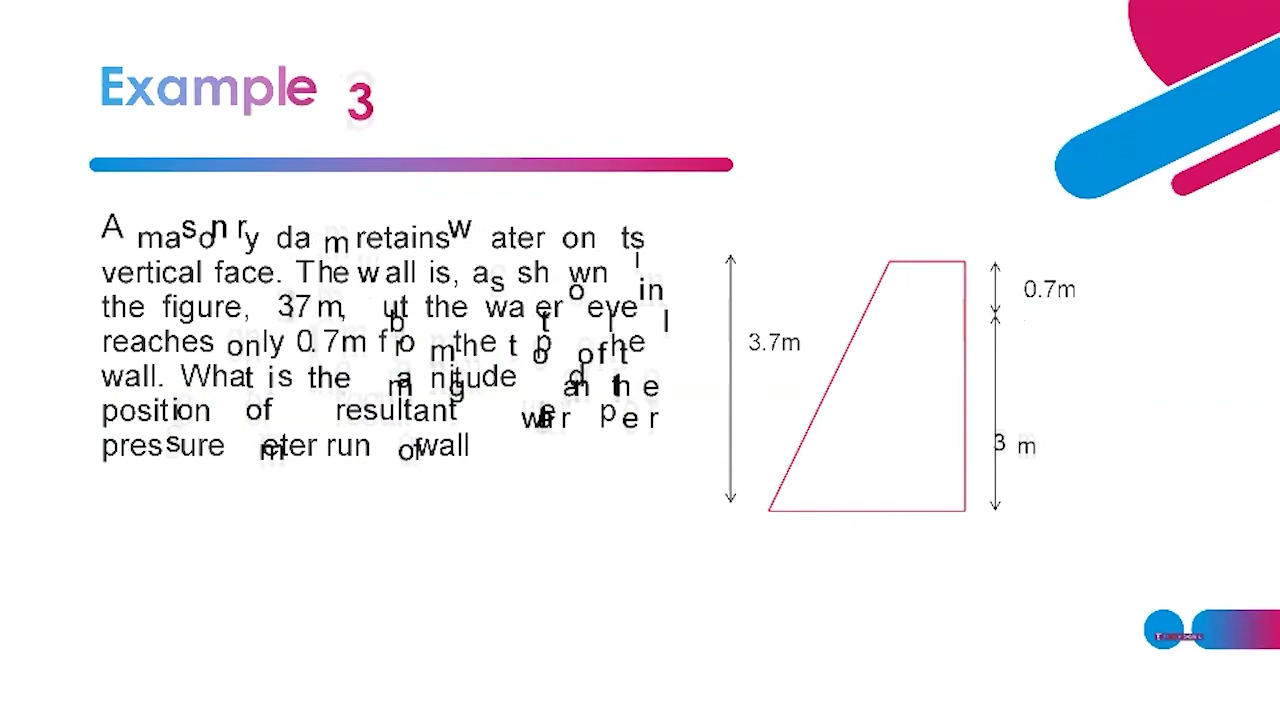 Example 3
A masonry dam retains water on its
vertical face. The wall is, as shown in
the figure, 3.7m, but the water level
reaches only 0.7m from the top of the
wall. What is the magnitude and the
position of resultant water per
pressure meter run of wall
3.7m
0.7m
3 m